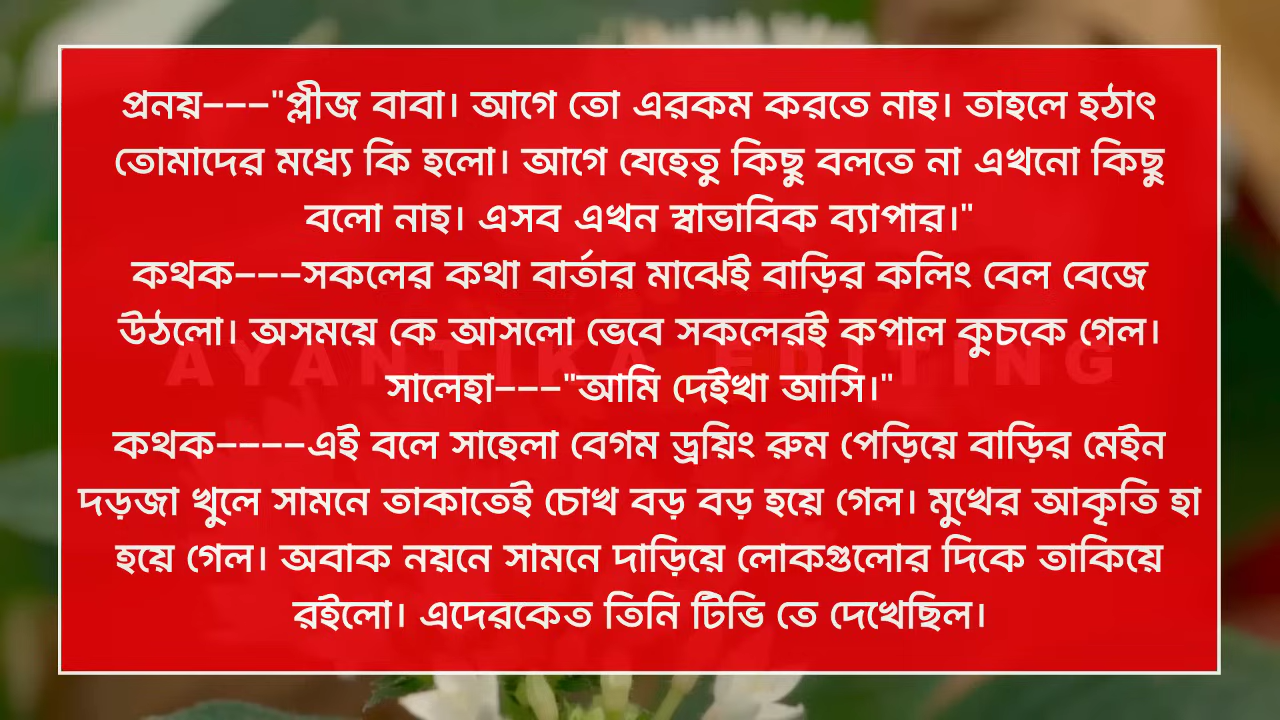 প্রনয়---"প্লীজ বাবা। আগে তো এরকম করতে নাহ। তাহলে হঠাৎ
তোমাদের মধ্যে কি হলো। আগে যেহেতু কিছু বলতে না এখনো কিছু
বলো নাহ। এসব এখন স্বাভাবিক ব্যাপার।"
কথক---সকলের কথা বার্তার মাঝেই বাড়ির কলিং বেল বেজে
উঠলো। অসময়ে কে আসলো ভেবে সকলেরই কপাল কুচকে গেল।
AYANTIKA EDITING
সালেহা---"আমি দেইখা আসি।"
কথক----এই বলে সাহেলা বেগম ড্রয়িং রুম পেড়িয়ে বাড়ির মেইন
দড়জা খুলে সামনে তাকাতেই চোখ বড় বড় হয়ে গেল। মুখের আকৃতি হা
হয়ে গেল। অবাক নয়নে সামনে দাড়িয়ে লোকগুলোর দিকে তাকিয়ে
রইলো। এদেরকেত তিনি টিভি তে দেখেছিল।